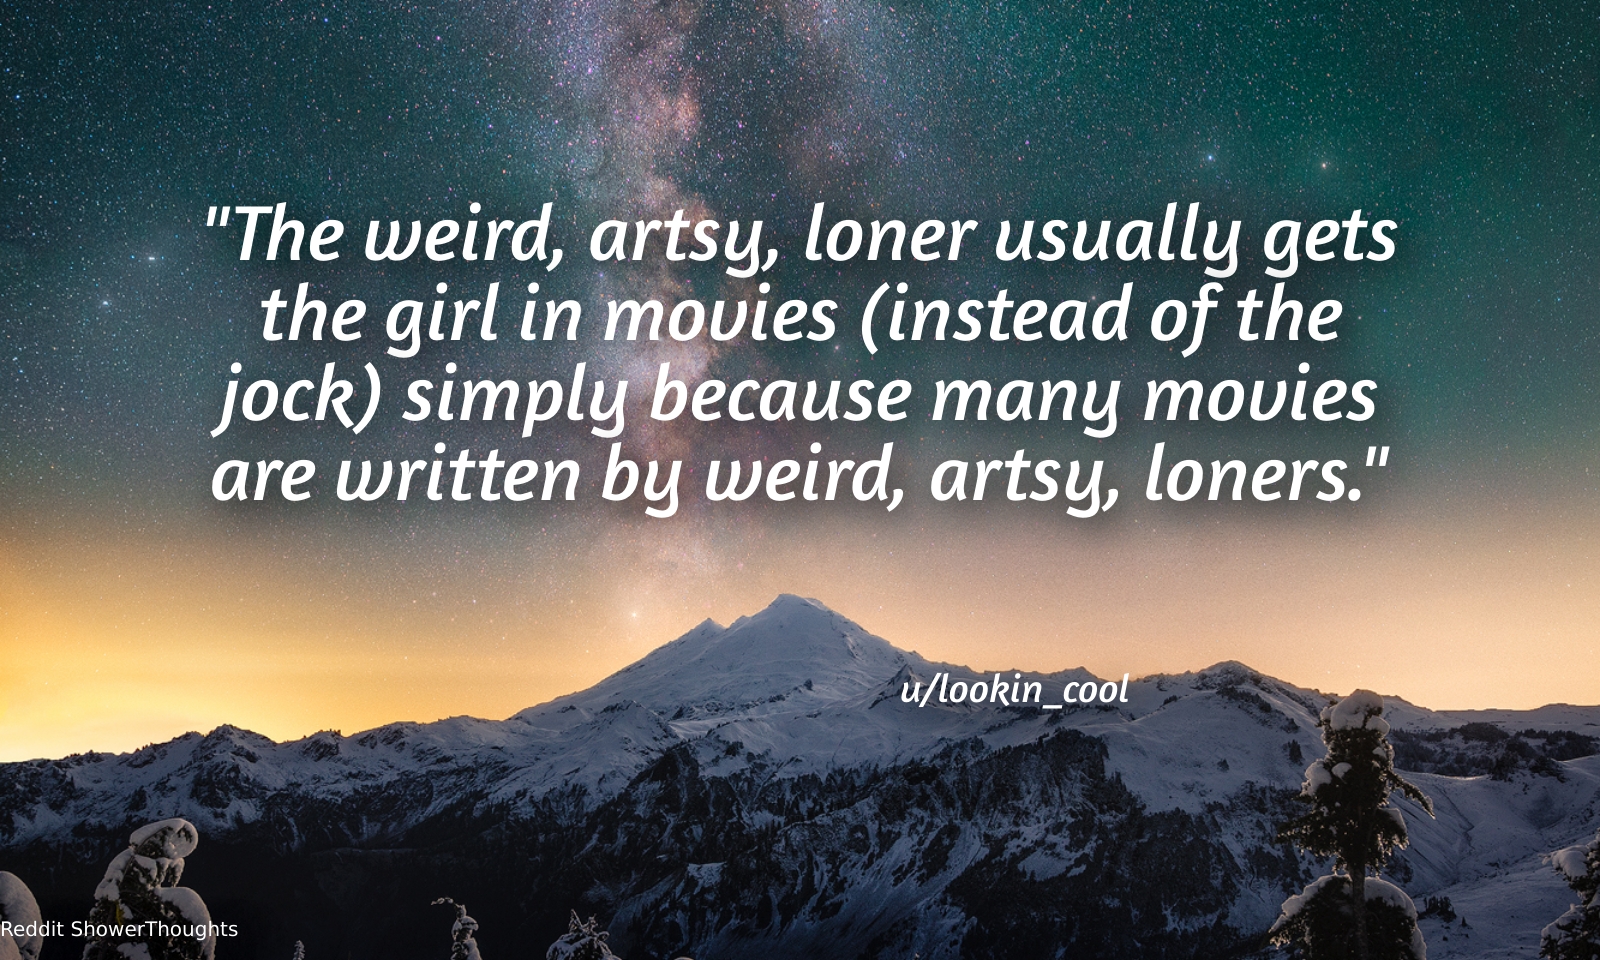 "The weird, artsy, loner usually gets
the girl in movies (instead of the
jock) simply because many movies
are written by weird, artsy, loners."
u/lookin_cool
Reddit ShowerThoughts